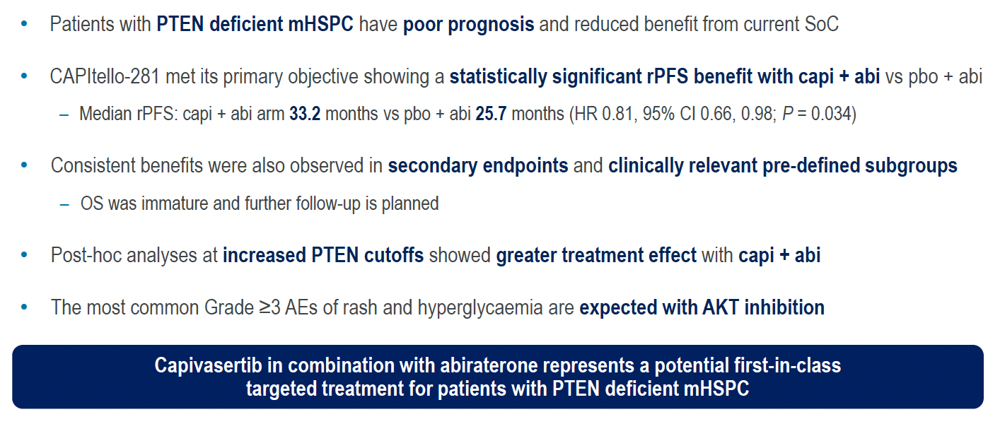 • Patients with PTEN deficient mHSPC have poor prognosis and reduced benefit from current SoC
• CAPItello-281 met its primary objective showing a statistically significant rPFS benefit with capi + abi vs pbo + abi
– Median rPFS: capi + abi arm 33.2 months vs pbo + abi 25.7 months (HR 0.81, 95% CI 0.66, 0.98; P = 0.034)
• Consistent benefits were also observed in secondary endpoints and clinically relevant pre-defined subgroups
– OS was immature and further follow-up is planned
• Post-hoc analyses at increased PTEN cutoffs showed greater treatment effect with capi + abi
• The most common Grade ≥3 AEs of rash and hyperglycaemia are expected with AKT inhibition
Capivasertib in combination with abiraterone represents a potential first-in-class
targeted treatment for patients with PTEN deficient mHSPC